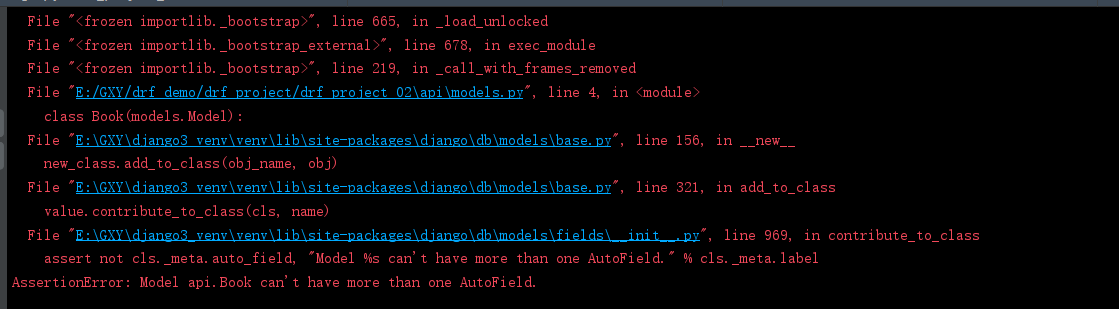 File "<frozen importlib._bootstrap>", line 665, in _load_unlocked
File "<frozen importlib._bootstrap_external>", line 678, in exec_module
File "<frozen importlib._bootstrap>", line 219, in _call_with_frames_removed
File "E:/GXY/drf_demo/drf_project/drf_project_02\api\models.py", line 4, in <module>
class Book(models.Model):
File "E:\GXY\django3_venv\venv\lib\site-packages\django\db\models\base.py", line 156, in __new__
new_class.add_to_class(obj_name, obj)
File "E:\GXY\django3_venv\venv\lib\site-packages\django\db\models\base.py", line 321, in add_to_class
value.contribute_to_class(cls, name)
File "E:\GXY\django3_venv\venv\lib\site-packages\django\db\models\fields\__init__.py", line 969, in contribute_to_class
assert not cls._meta.auto_field, "Model %s can't have more than one AutoField." % cls._meta.label
AssertionError: Model api.Book can't have more than one AutoField.